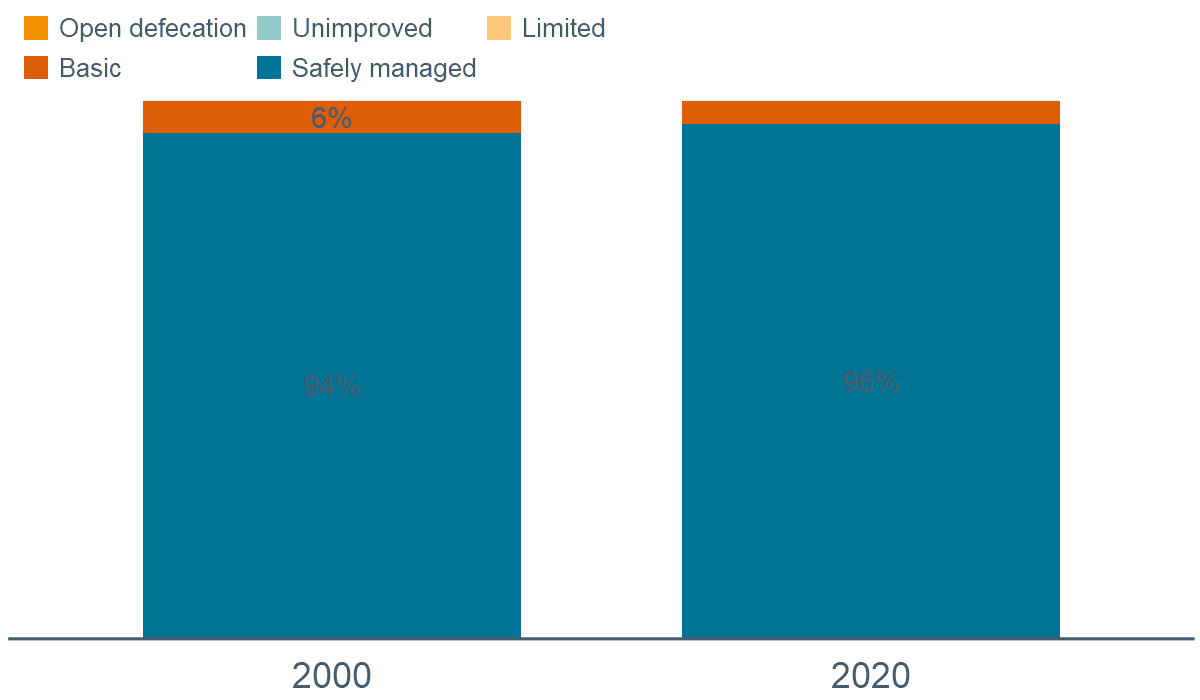 Open defecation Unimproved Limited
Basic Safely managed
6%
94% 96%
2000 2020